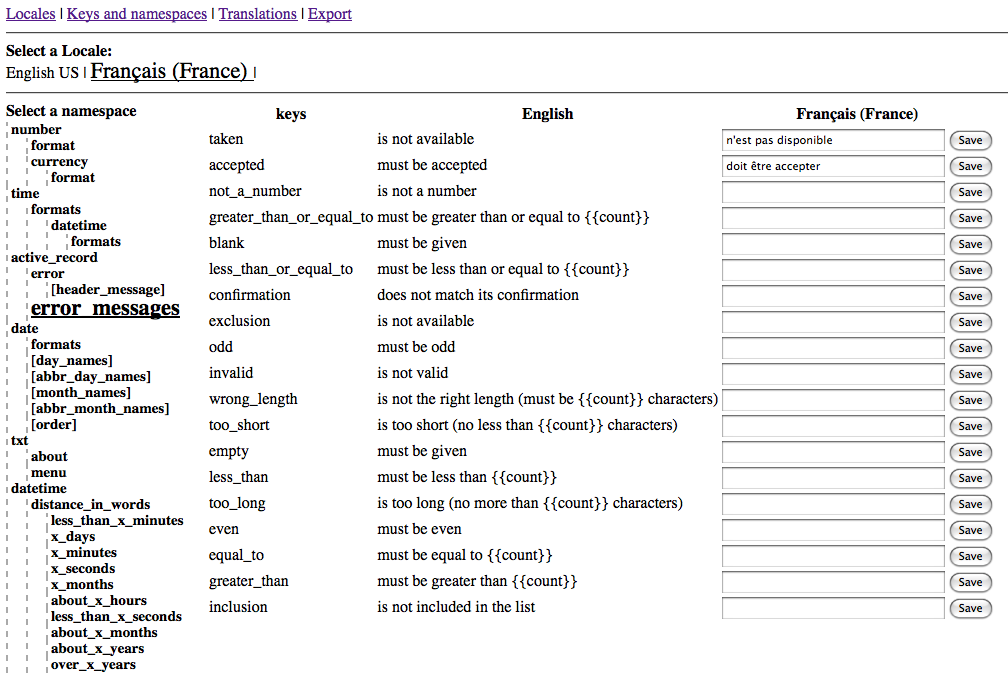 Locales | Keys and namespaces | Translations | Export
Select a Locale:
English US | Français (France) |
Select a namespace
number
format
currency
format
time
formats
datetime
formats
active_record
error
[header_message]
error_messages
date
formats
[day_names]
[abbr_day_names]
[month_names]
[abbr_month_names]
[order]
txt
about
menu
datetime
distance_in_words
less_than_x_minutes
x_days
x_minutes
x_seconds
x_months
about_x_hours
less_than_x_seconds
about_x_months
about_x_years
over_x_years
keys English Français (France)
taken is not available n'est pas disponible Save
accepted must be accepted doit être accepter Save
not_a_number is not a number Save
greater_than_or_equal_to must be greater than or equal to {{count}} Save
blank must be given Save
less_than_or_equal_to must be less than or equal to {{count}} Save
confirmation does not match its confirmation Save
exclusion is not available Save
odd must be odd Save
invalid is not valid Save
wrong_length is not the right length (must be {{count}} characters) Save
too_short is too short (no less than {{count}} characters) Save
empty must be given Save
less_than must be less than {{count}} Save
too_long is too long (no more than {{count}} characters) Save
even must be even Save
equal_to must be equal to {{count}} Save
greater_than must be greater than {{count}} Save
inclusion is not included in the list Save